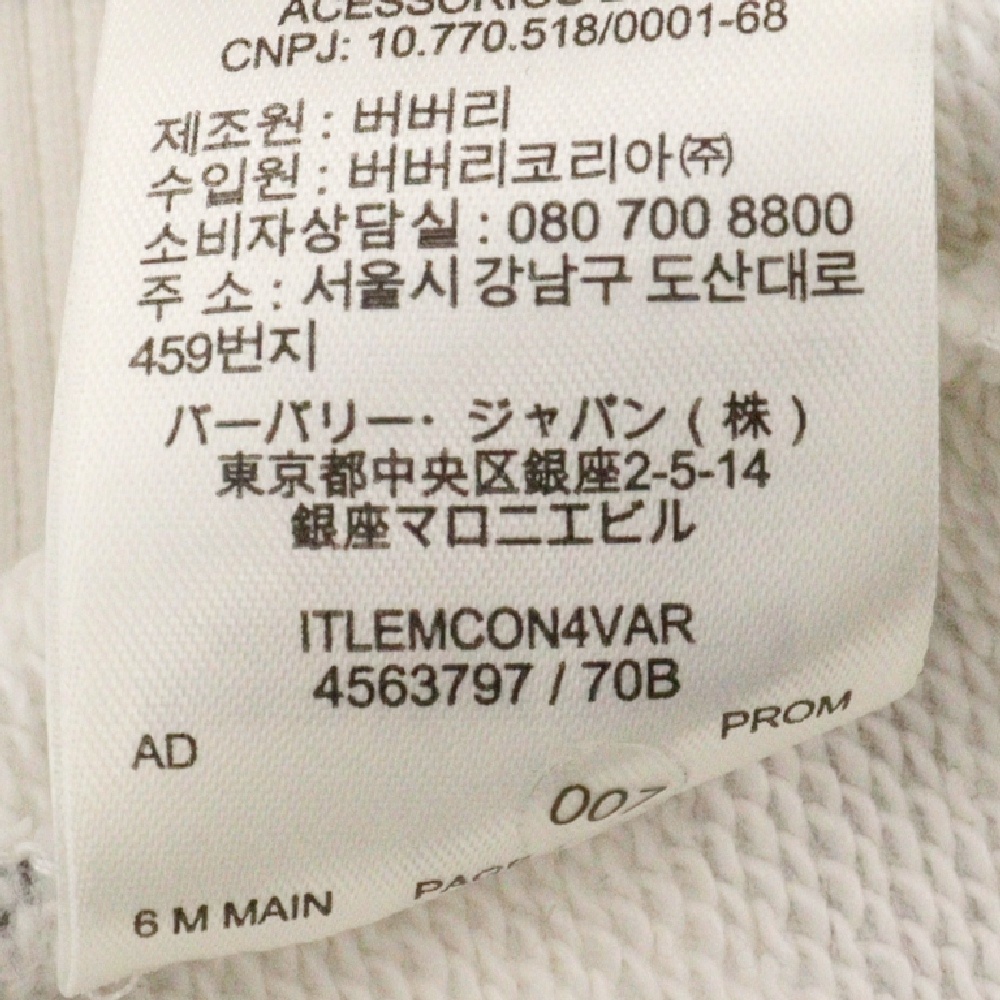 CNPJ: 10.770.518/0001-68
제조원 : 버버리
수입원 : 버버리코리아㈜
소비자상담실 : 080 700 8800
주 소 : 서울시 강남구 도산대로
459번지
バーバリー・ ジャパン ( 株 )
東京都中央区銀座2-5-14
銀座マロニエビル
ITLEMCON4VAR
4563797 / 70B
AD
PROM
007
6 M MAIN